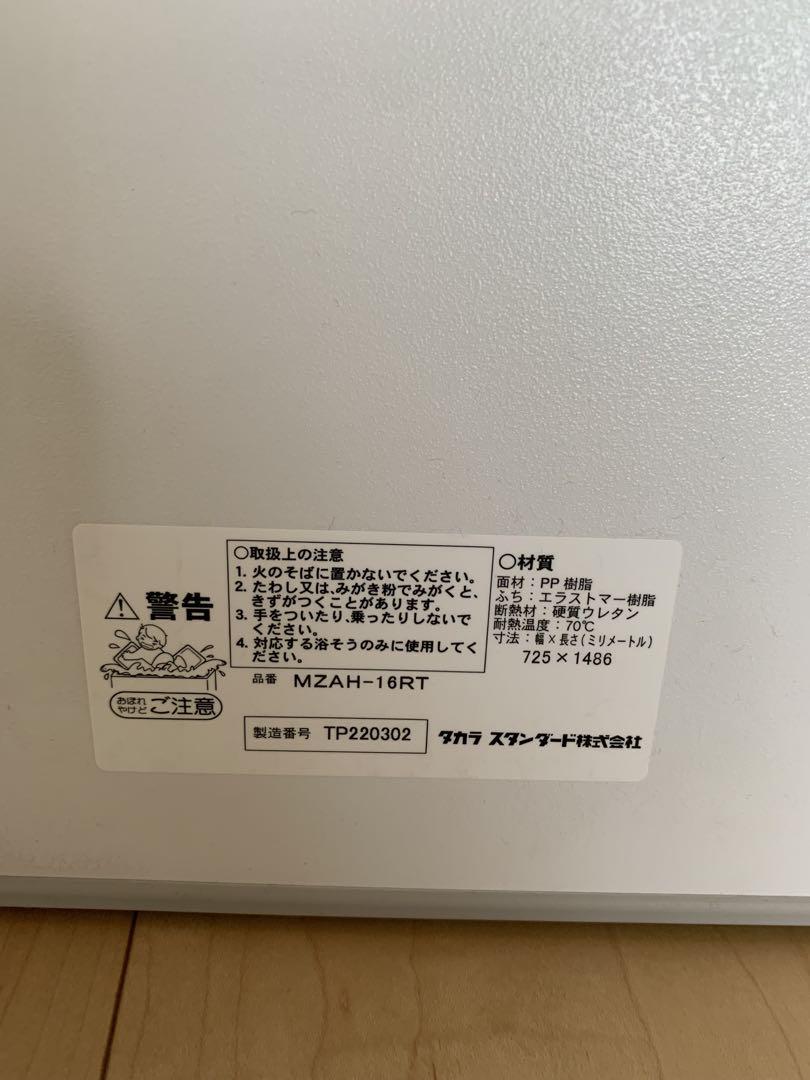 警告
おぼれ
やけど
ご注意
○取扱上の注意
1. 火のそばに置かないでください。
2. たわし又は、みがき粉でみがくと、
きずがつくことがあります。
3. 手をついたり、乗ったりしないで
ください。
4. 対応する浴そうのみに使用してく
ださい。
○材質
面材：PP樹脂
ふち：エラストマー樹脂
断熱材：硬質ウレタン
耐熱温度：70℃
寸法：幅×長さ(ミリメートル)
725×1486
品番 MZAH-16RT
製造番号 TP220302
タカラ スタンダード株式会社